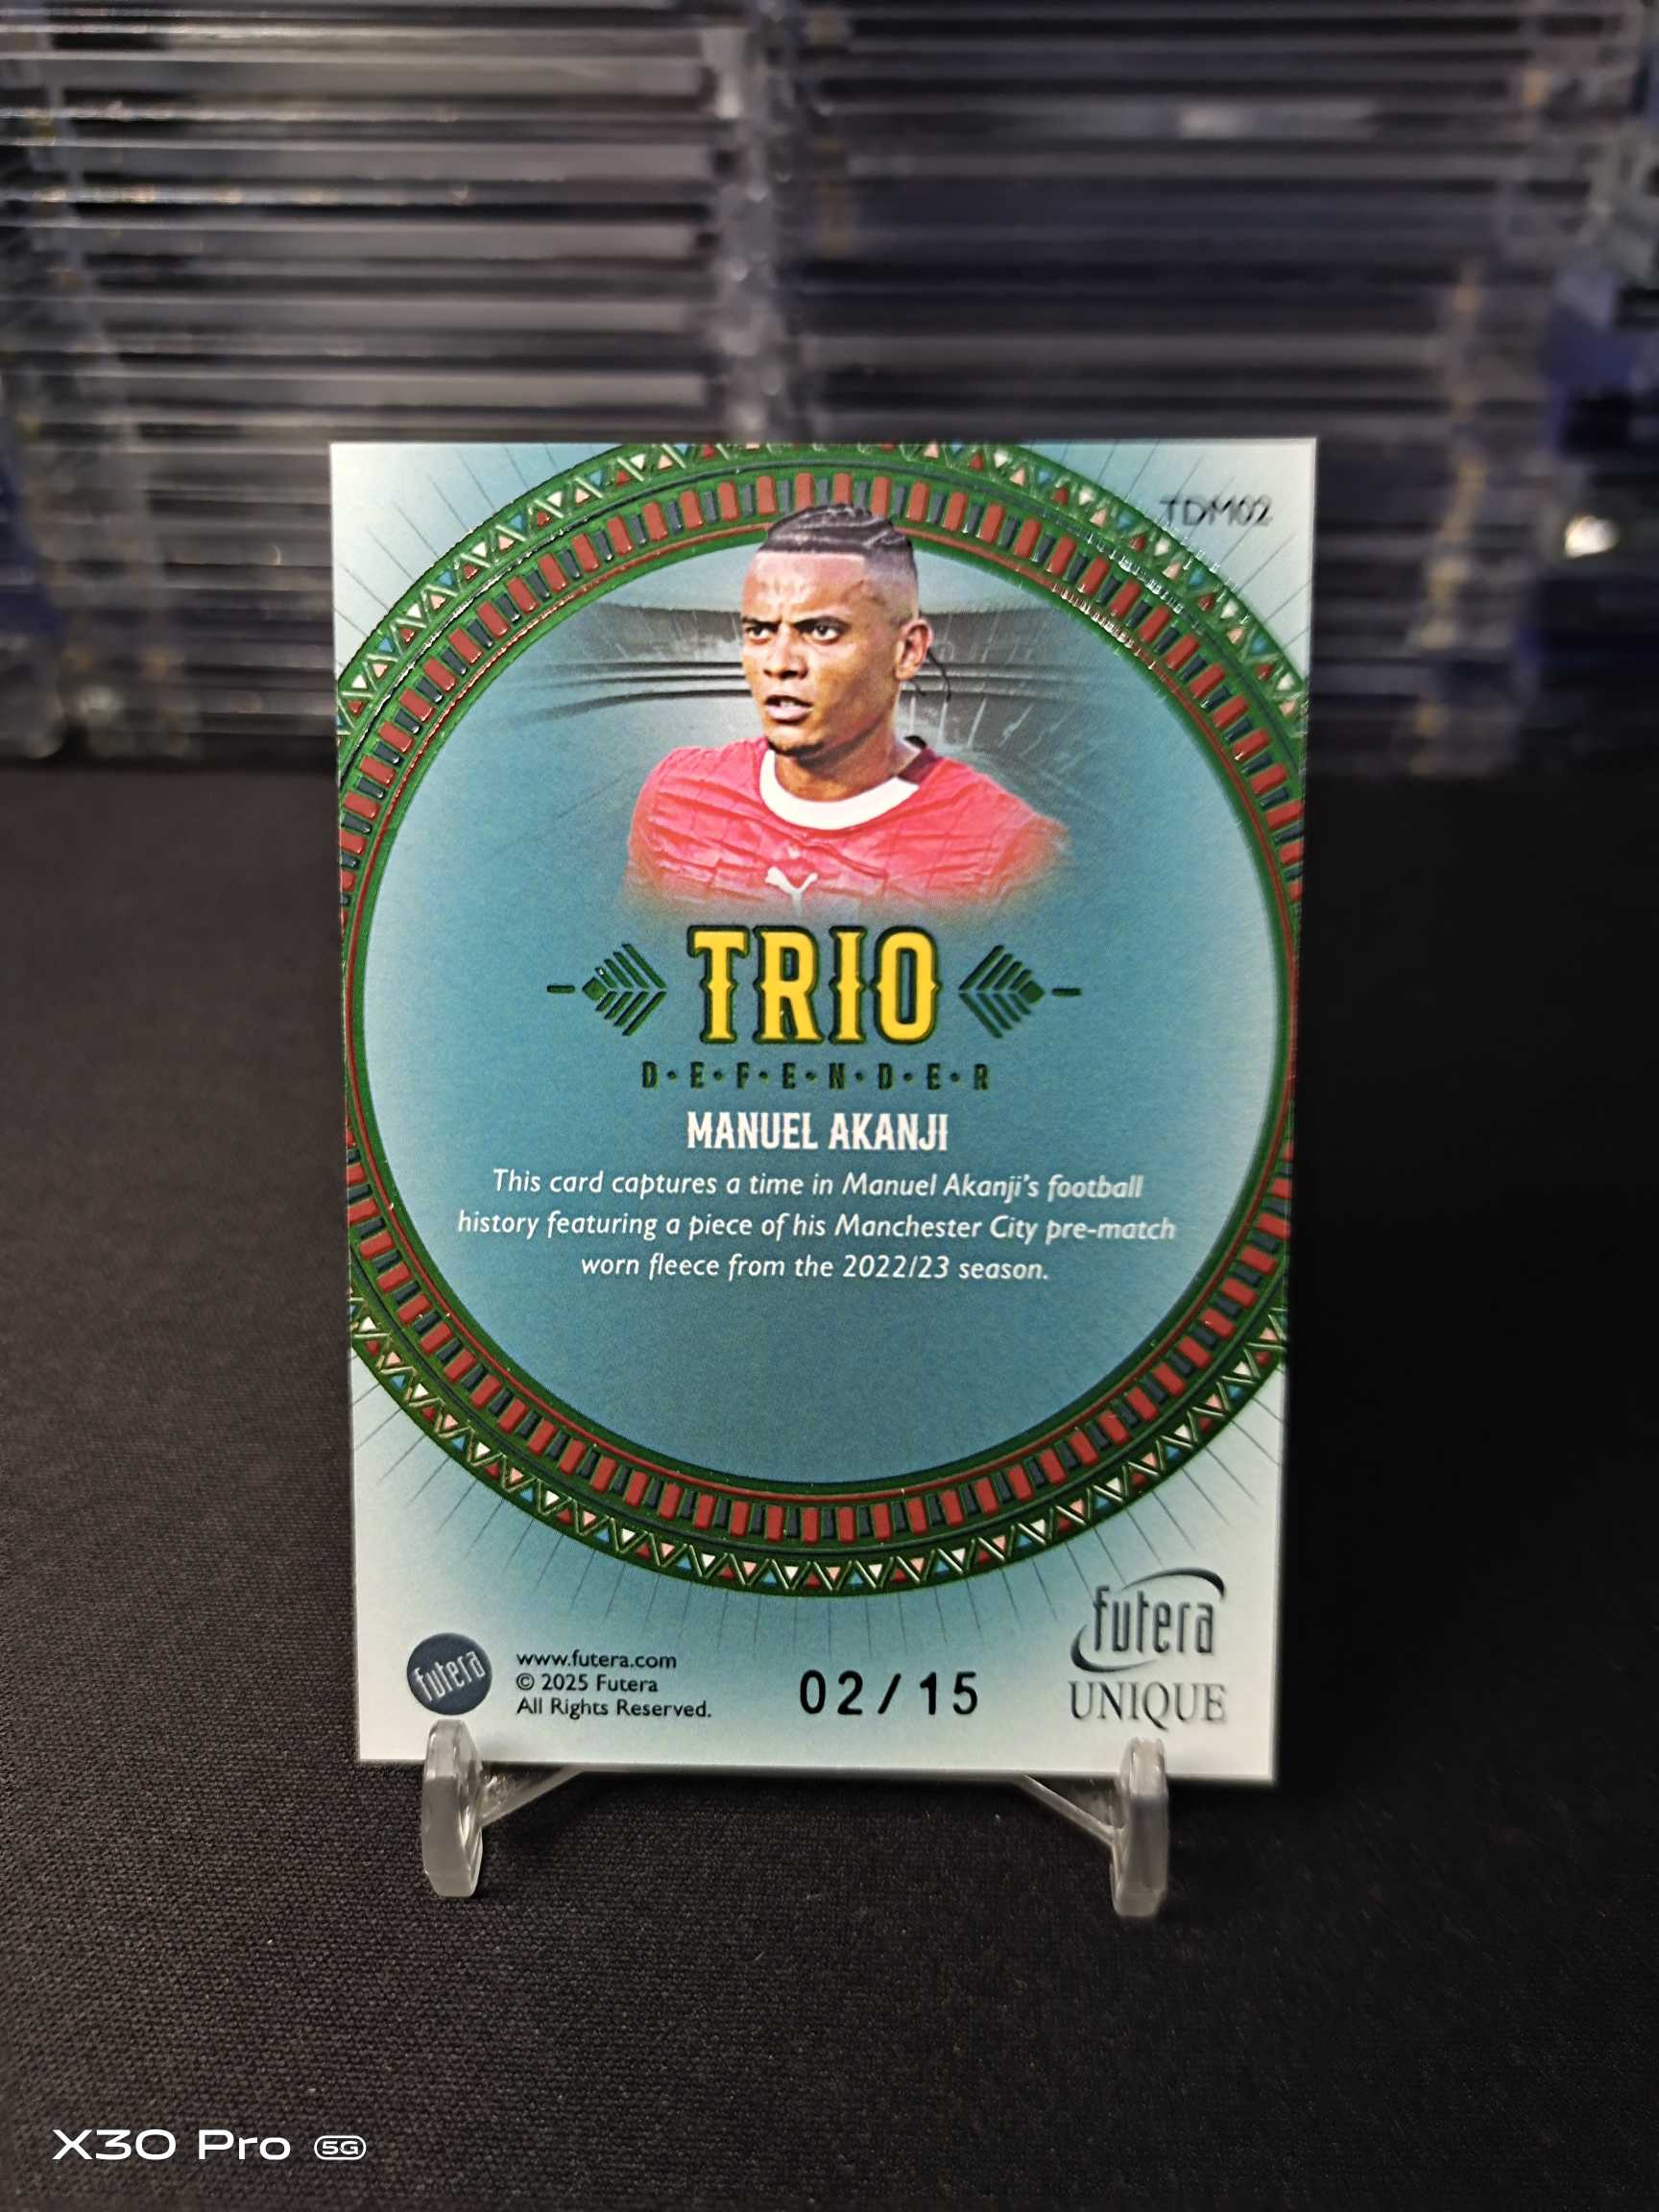 TDM02
TRIO
D•E•F•E•N•D•E•R
MANUEL AKANJI
This card captures a time in Manuel Akanji's football
history featuring a piece of his Manchester City pre-match
worn fleece from the 2022/23 season.
futera
www.futera.com
© 2025 Futera
All Rights Reserved.
02/15
futera
UNIQUE
X30 Pro 5G